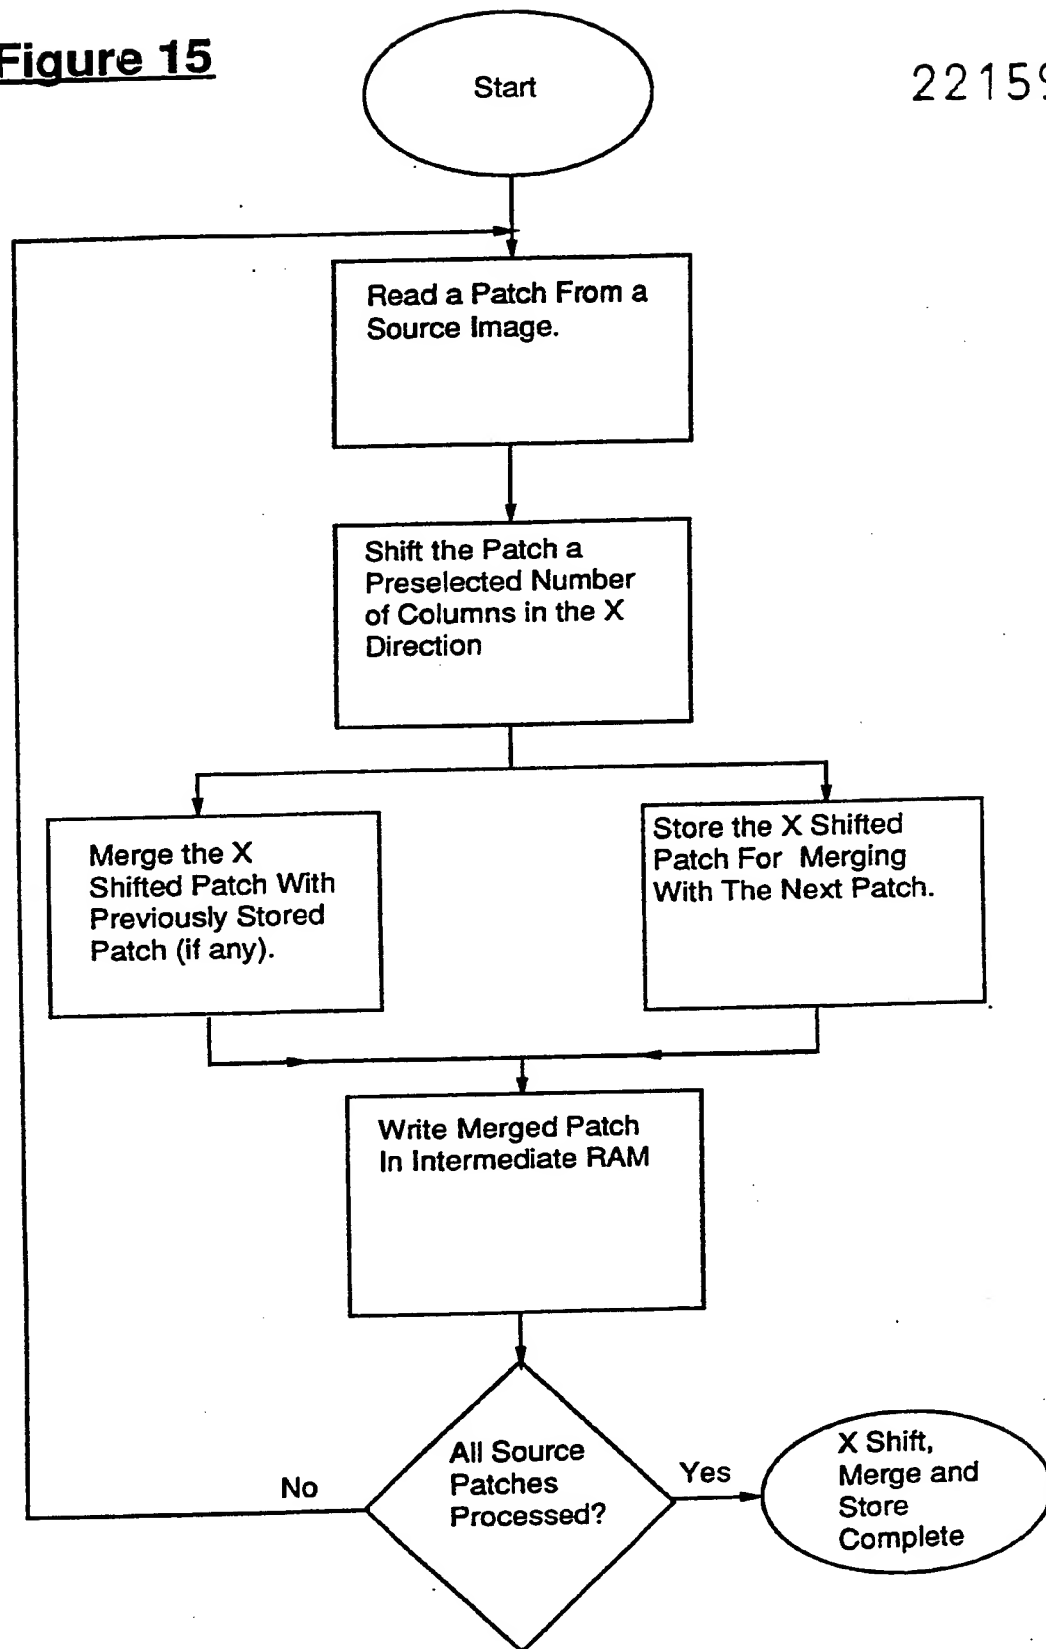 Figure 15
22159
Start
Read a Patch From a
Source Image.
Shift the Patch a
Preselected Number
of Columns in the X
Direction
Merge the X
Shifted Patch With
Previously Stored
Patch (if any).
Store the X Shifted
Patch For Merging
With The Next Patch.
Write Merged Patch
In Intermediate RAM
All Source
Patches
Processed?
No
Yes
X Shift,
Merge and
Store
Complete